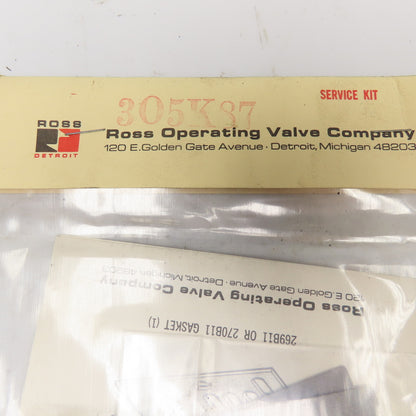 305K87
SERVICE KIT
ROSS
DETROIT
Ross Operating Valve Company
120 E.Golden Gate Avenue · Detroit, Michigan 48203
269B11 OR 270B11 GASKET (1)
Ross Operating Valve Company
120 E.Golden Gate Avenue · Detroit, Michigan 48203